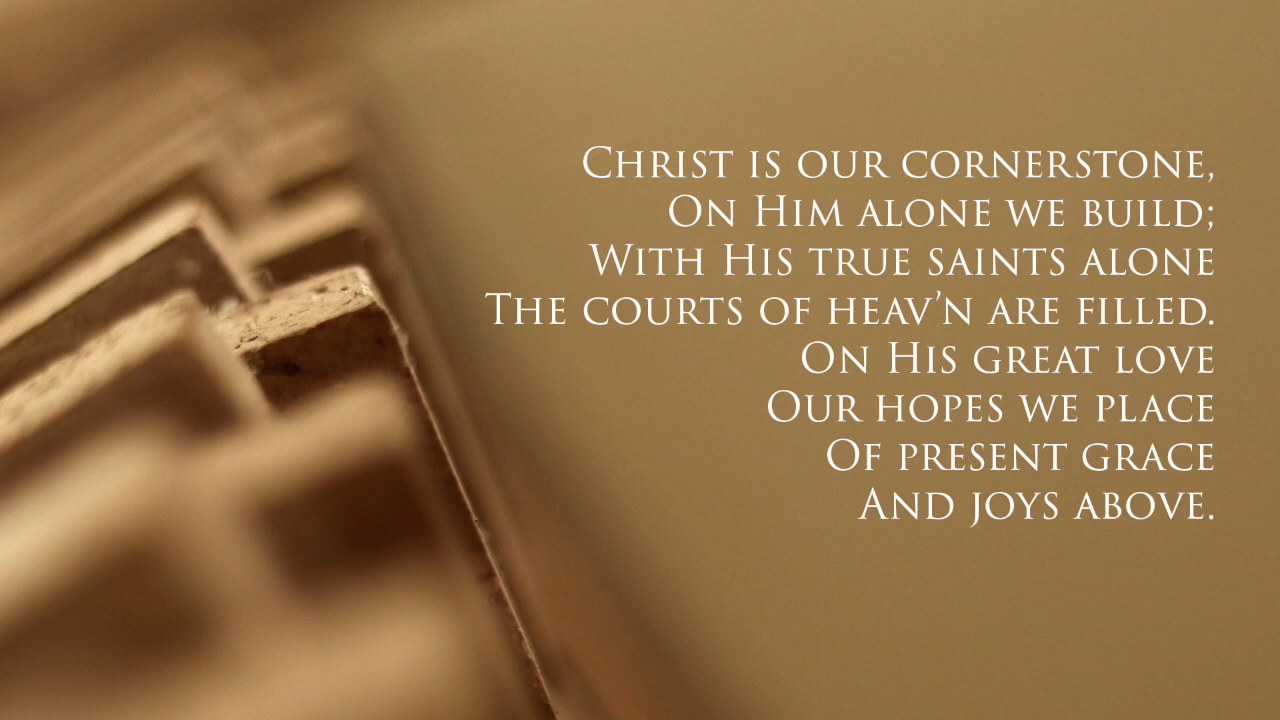 Christ is our cornerstone,
On Him alone we build;
With His true saints alone
The courts of heav’n are filled.
On His great love
Our hopes we place
Of present grace
And joys above.